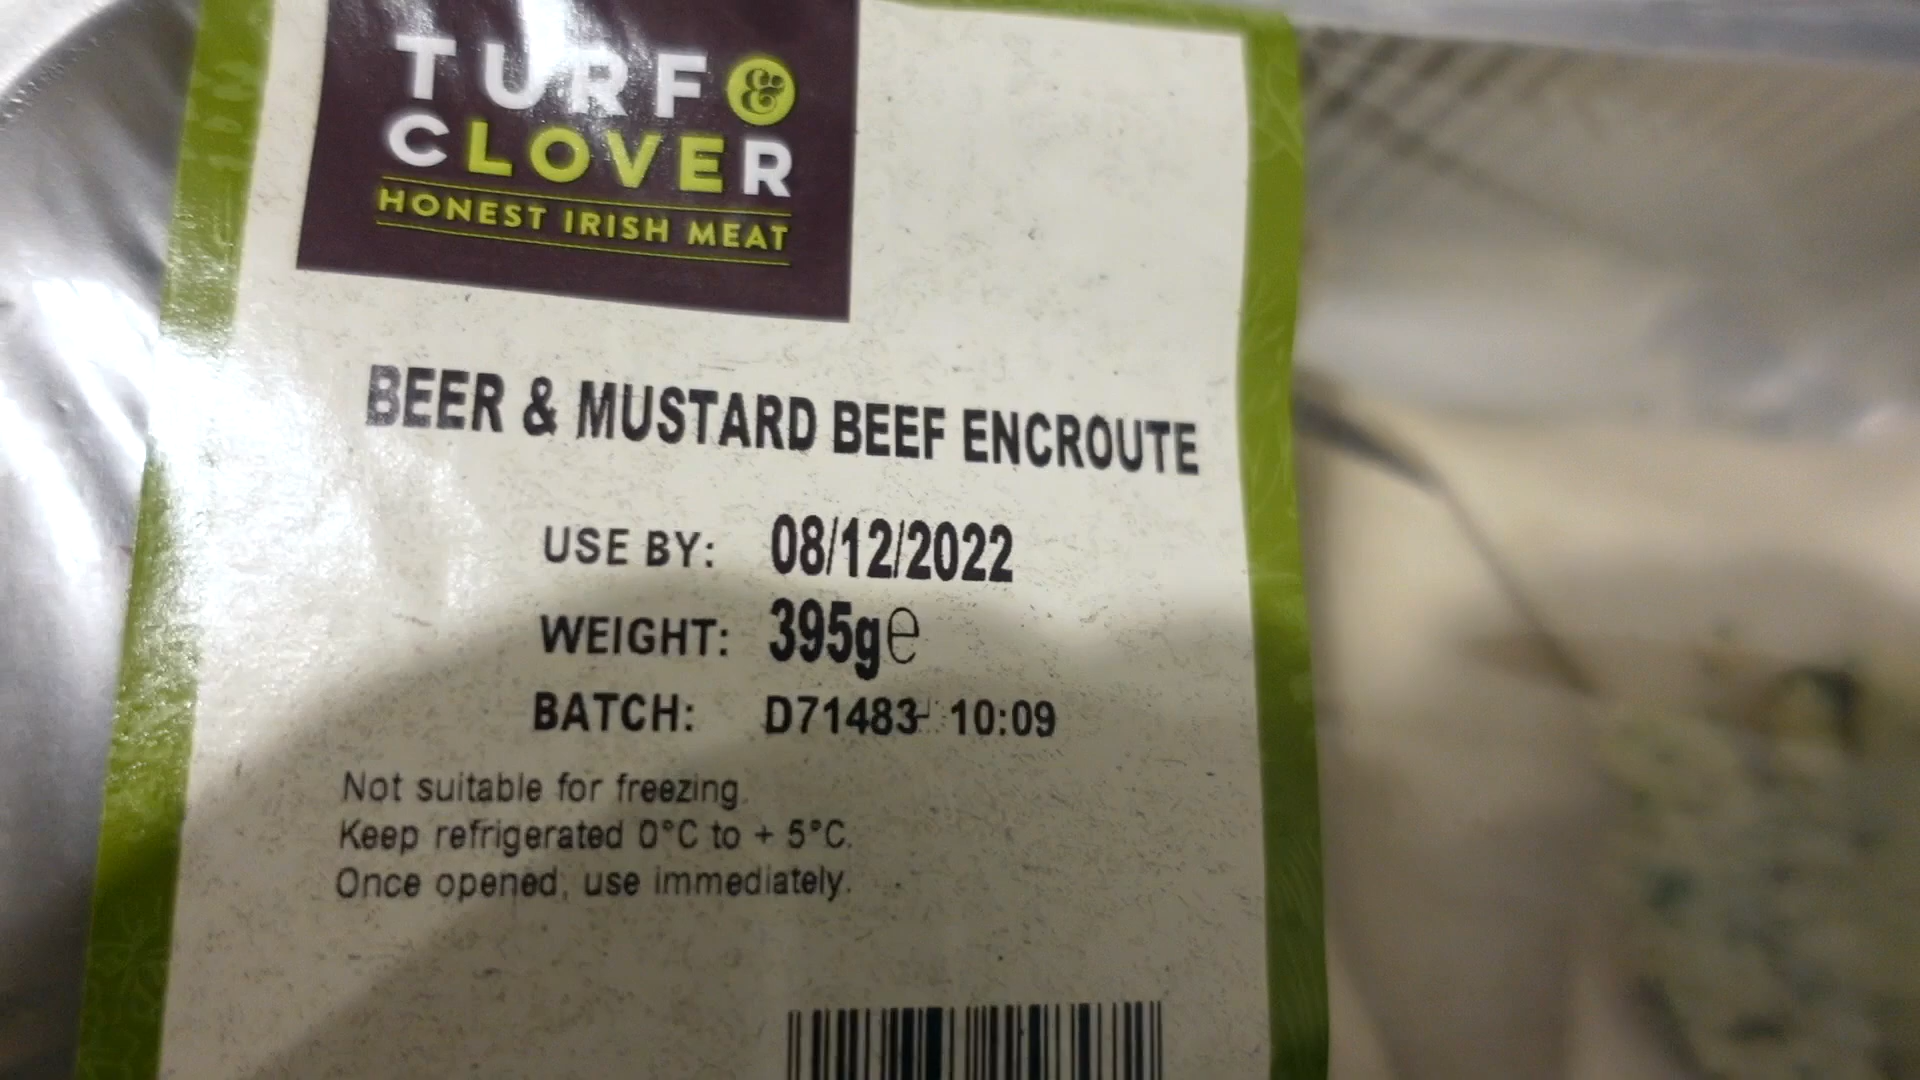 TURF &
CLOVER
HONEST IRISH MEAT
BEER & MUSTARD BEEF ENCROUTE
USE BY: 08/12/2022
WEIGHT: 395g℮
BATCH: D71483- 10:09
Not suitable for freezing.
Keep refrigerated 0°C to + 5°C.
Once opened, use immediately.